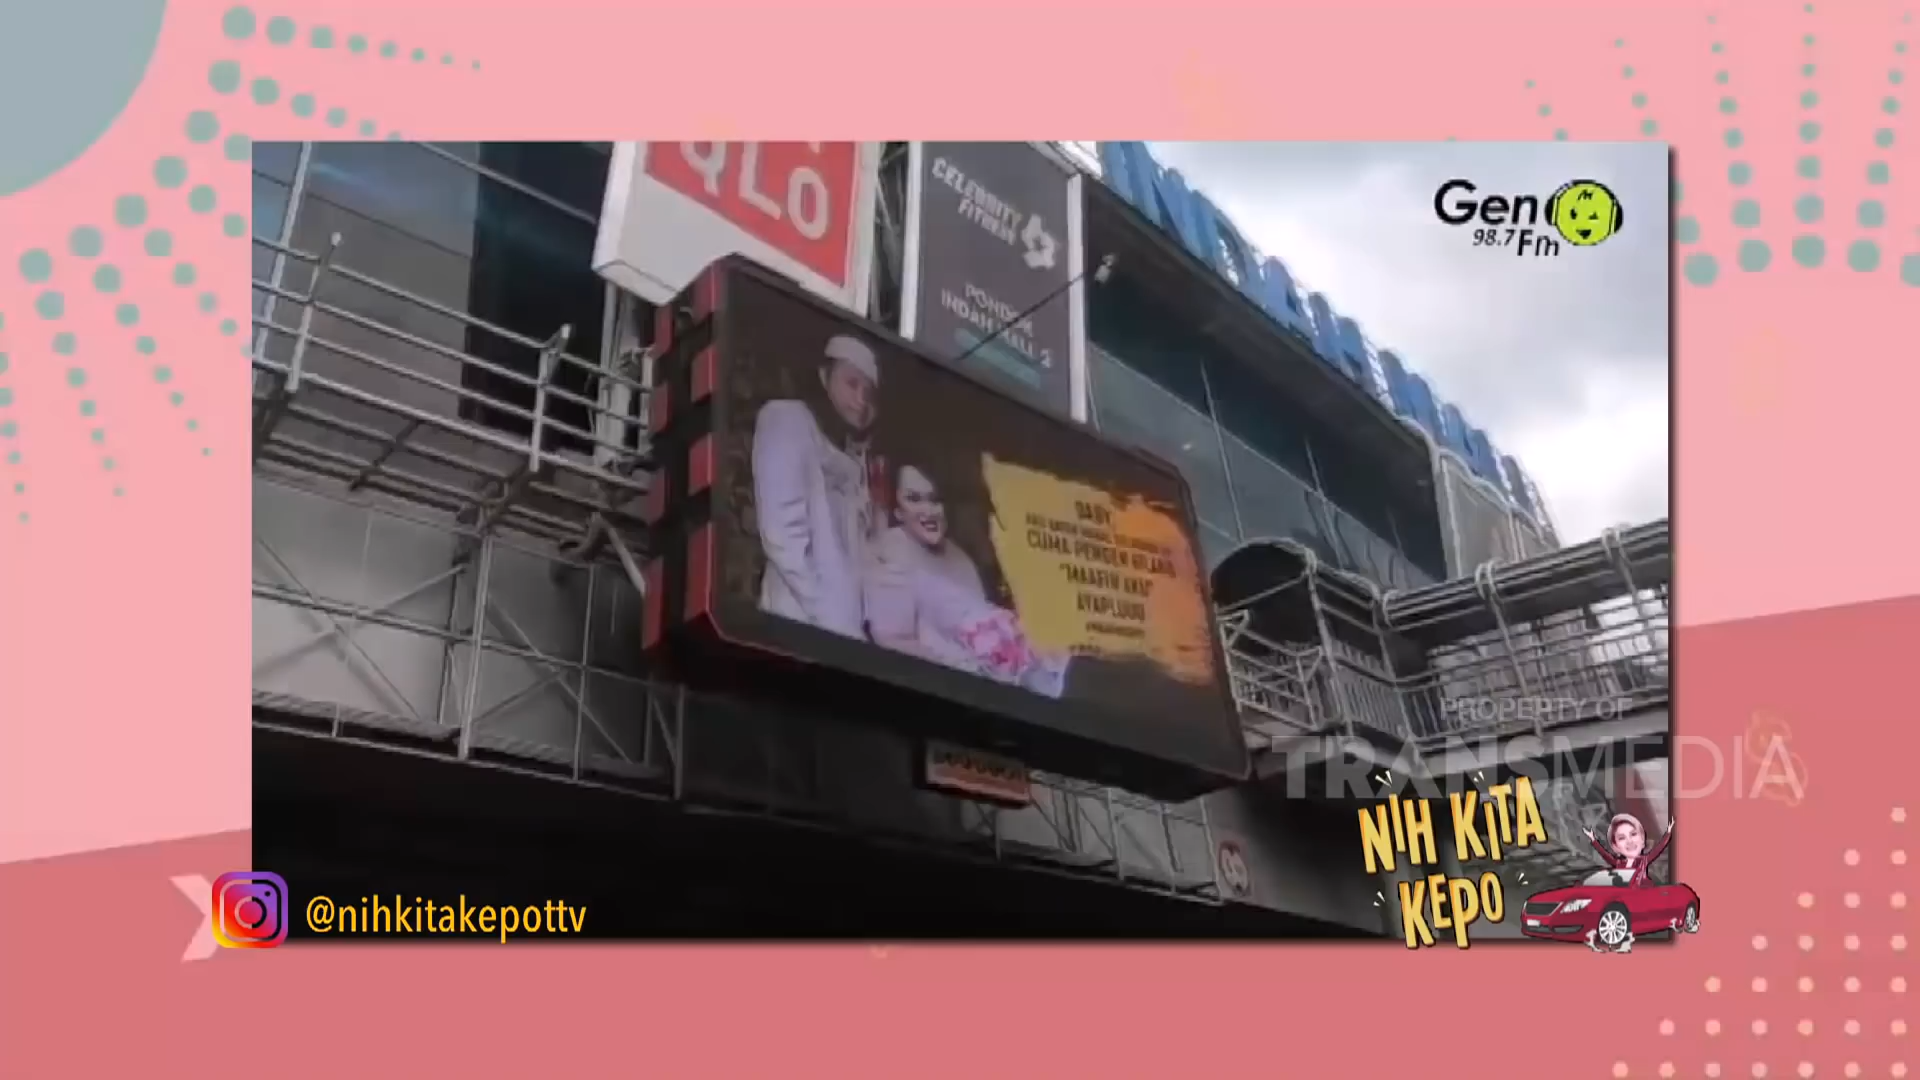 QLO
CELEBRITY
FITNESS
PONDOK
INDAH MALL 2
Gen
98.7 Fm
BABY,
CUMA PENGEN BILANG
"MAAFIN AKU"
AYAFLUUU
PROPERTY OF
TRANSMEDIA
NIH KITA
KEPO
@nihkitakepottv